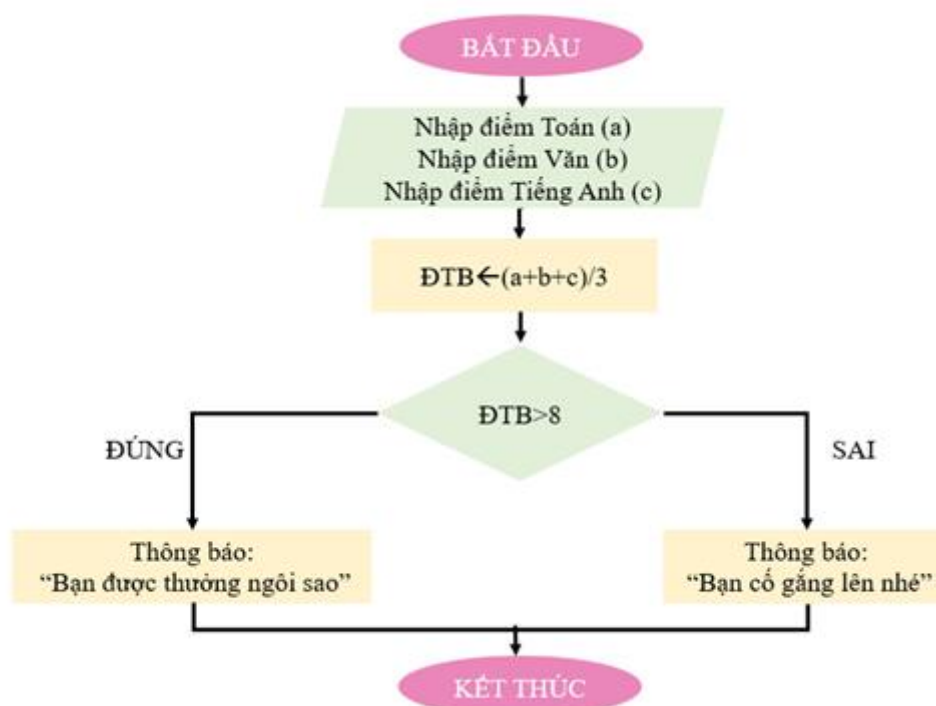 BẮT ĐẦU
Nhập điểm Toán (a)
Nhập điểm Văn (b)
Nhập điểm Tiếng Anh (c)
ĐTB←(a+b+c)/3
ĐTB>8
ĐÚNG
SAI
Thông báo:
“Bạn được thưởng ngôi sao”
Thông báo:
“Bạn cố gắng lên nhé”
KẾT THÚC